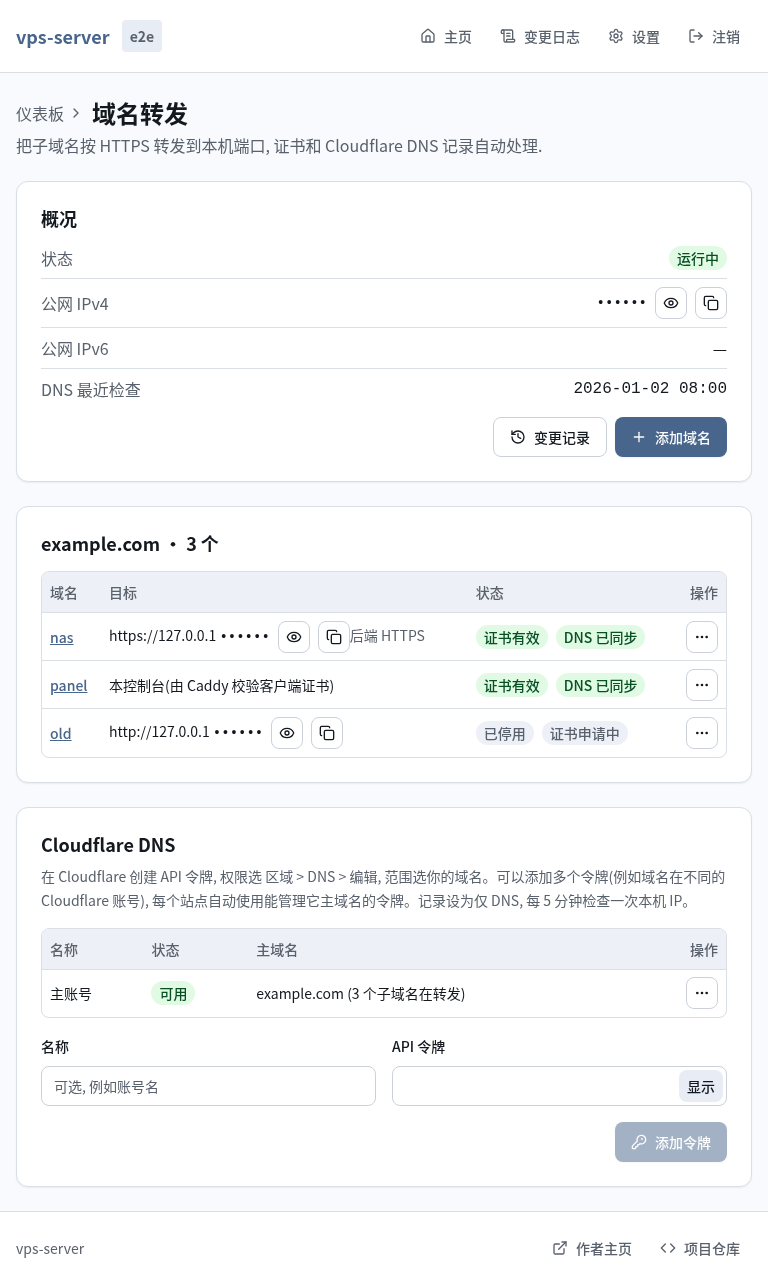 vps-server e2e 主页 变更日志 设置 注销
仪表板 > 域名转发
把子域名按 HTTPS 转发到本机端口, 证书和 Cloudflare DNS 记录自动处理.
概况
状态 运行中
公网 IPv4 ••••••
公网 IPv6 —
DNS 最近检查 2026-01-02 08:00
变更记录 添加域名
example.com · 3 个
域名 目标 状态 操作
nas https://127.0.0.1 •••••• 后端 HTTPS 证书有效 DNS 已同步 ···
panel 本控制台(由 Caddy 校验客户端证书) 证书有效 DNS 已同步 ···
old http://127.0.0.1 •••••• 已停用 证书申请中 ···
Cloudflare DNS
在 Cloudflare 创建 API 令牌, 权限选 区域 > DNS > 编辑, 范围选你的域名。可以添加多个令牌(例如域名在不同的
Cloudflare 账号), 每个站点自动使用能管理它主域名的令牌。记录设为仅 DNS, 每 5 分钟检查一次本机 IP。
名称 状态 主域名 操作
主账号 可用 example.com (3 个子域名在转发) ···
名称 API 令牌
可选, 例如账号名 显示
添加令牌
vps-server 作者主页 项目仓库